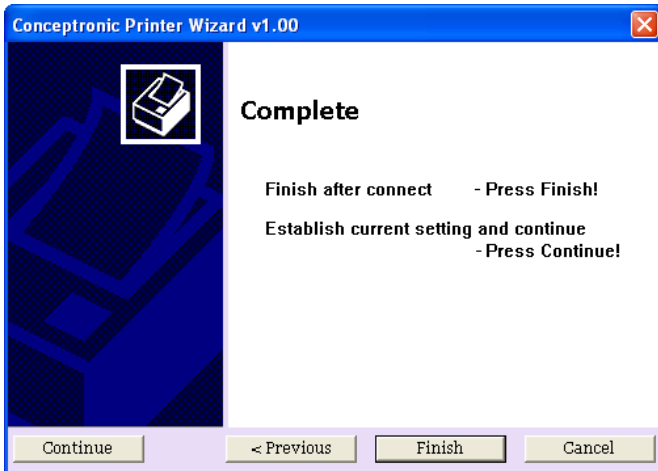 Conceptronic Printer Wizard v1.00
Complete
Finish after connect - Press Finish!
Establish current setting and continue
- Press Continue!
Continue
< Previous
Finish
Cancel